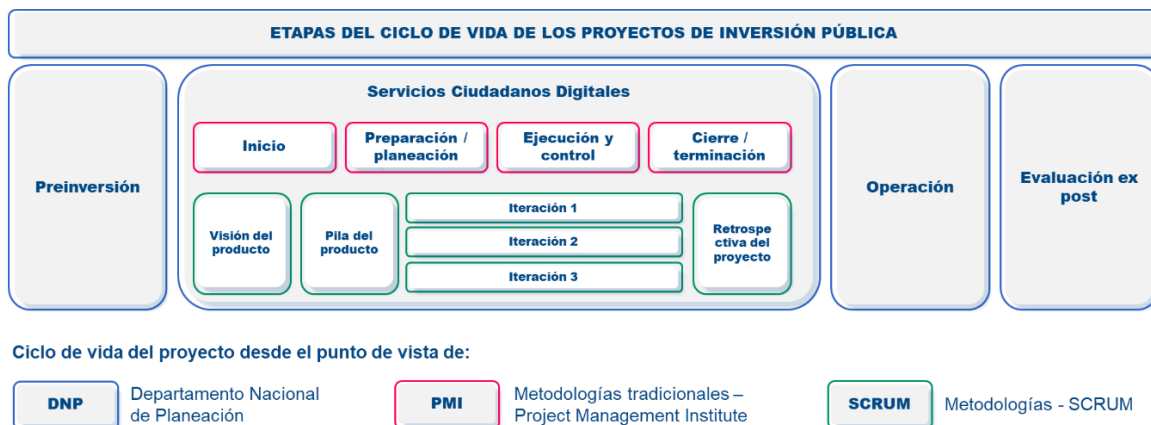 ETAPAS DEL CICLO DE VIDA DE LOS PROYECTOS DE INVERSIÓN PÚBLICA
Preinversión
Servicios Ciudadanos Digitales
Inicio
Preparación /
planeación
Ejecución y
control
Cierre /
terminación
Visión del
producto
Pila del
producto
Iteración 1
Iteración 2
Iteración 3
Retrospe
ctiva del
proyecto
Operación
Evaluación ex
post
Ciclo de vida del proyecto desde el punto de vista de:
DNP
Departamento Nacional
de Planeación
PMI
Metodologías tradicionales –
Project Management Institute
SCRUM
Metodologías - SCRUM